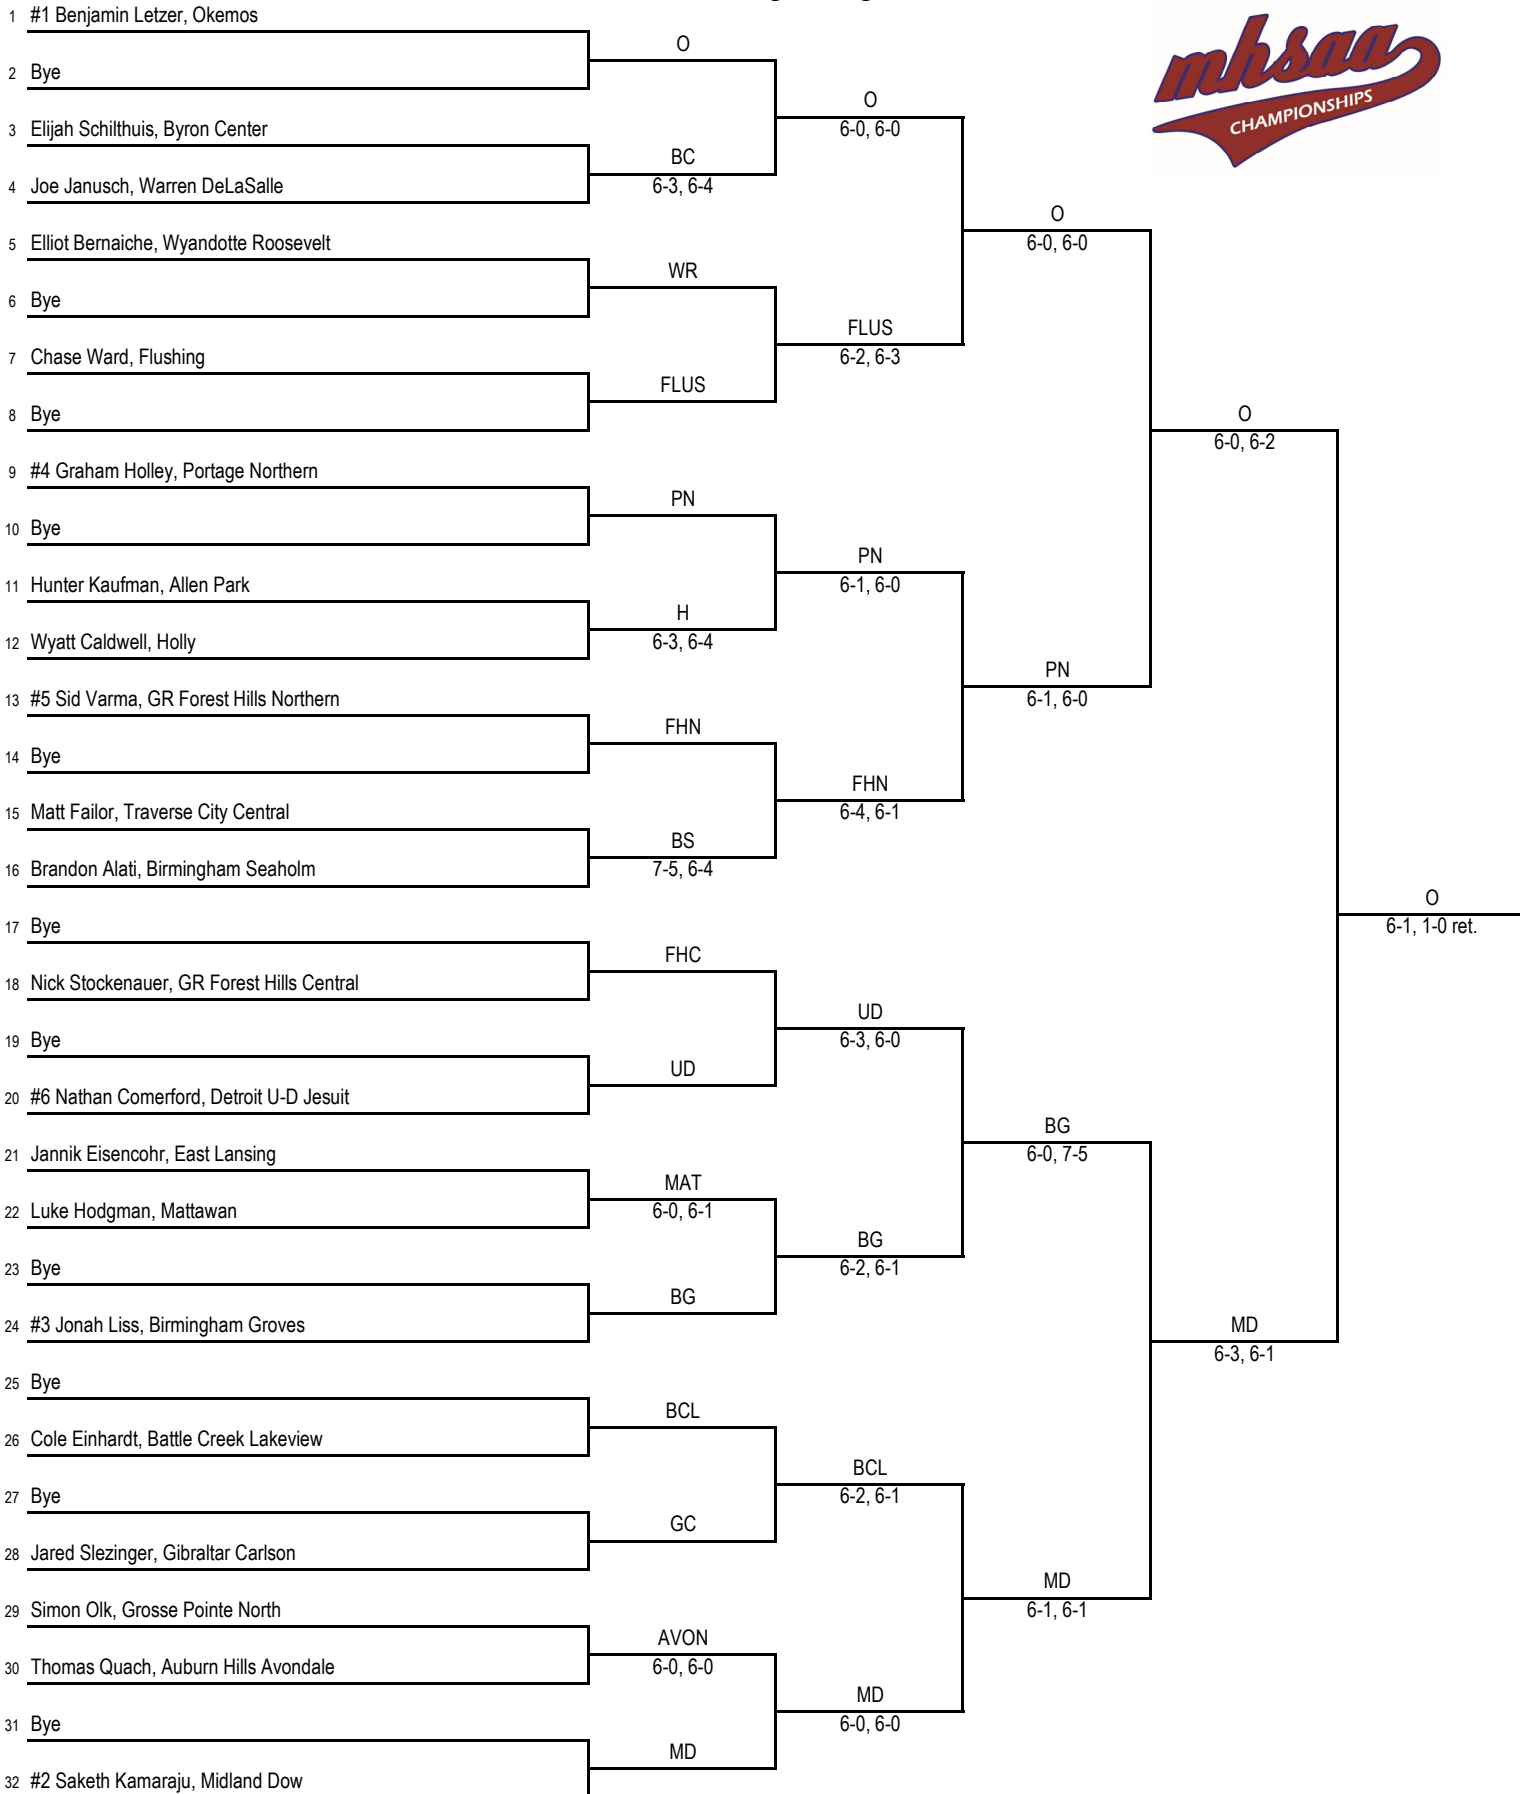 1 #1 Benjamin Letzer, Okemos
O
2 Bye
O
6-0, 6-0
3 Elijah Schilthuis, Byron Center
BC
6-3, 6-4
4 Joe Janusch, Warren DeLaSalle
O
6-0, 6-0
5 Elliot Bernaiche, Wyandotte Roosevelt
WR
6 Bye
FLUS
6-2, 6-3
7 Chase Ward, Flushing
FLUS
8 Bye
O
6-0, 6-2
9 #4 Graham Holley, Portage Northern
PN
10 Bye
PN
6-1, 6-0
11 Hunter Kaufman, Allen Park
H
6-3, 6-4
12 Wyatt Caldwell, Holly
PN
6-1, 6-0
13 #5 Sid Varma, GR Forest Hills Northern
FHN
14 Bye
FHN
6-4, 6-1
15 Matt Failor, Traverse City Central
BS
7-5, 6-4
16 Brandon Alati, Birmingham Seaholm
O
6-1, 1-0 ret.
17 Bye
FHC
18 Nick Stockenauer, GR Forest Hills Central
UD
6-3, 6-0
19 Bye
UD
20 #6 Nathan Comerford, Detroit U-D Jesuit
BG
6-0, 7-5
21 Jannik Eisencohr, East Lansing
MAT
6-0, 6-1
22 Luke Hodgman, Mattawan
BG
6-2, 6-1
23 Bye
BG
24 #3 Jonah Liss, Birmingham Groves
MD
6-3, 6-1
25 Bye
BCL
26 Cole Einhardt, Battle Creek Lakeview
BCL
6-2, 6-1
27 Bye
GC
28 Jared Slezinger, Gibraltar Carlson
MD
6-1, 6-1
29 Simon Olk, Grosse Pointe North
AVON
6-0, 6-0
30 Thomas Quach, Auburn Hills Avondale
MD
6-0, 6-0
31 Bye
MD
32 #2 Saketh Kamaraju, Midland Dow
mhsaa
CHAMPIONSHIPS